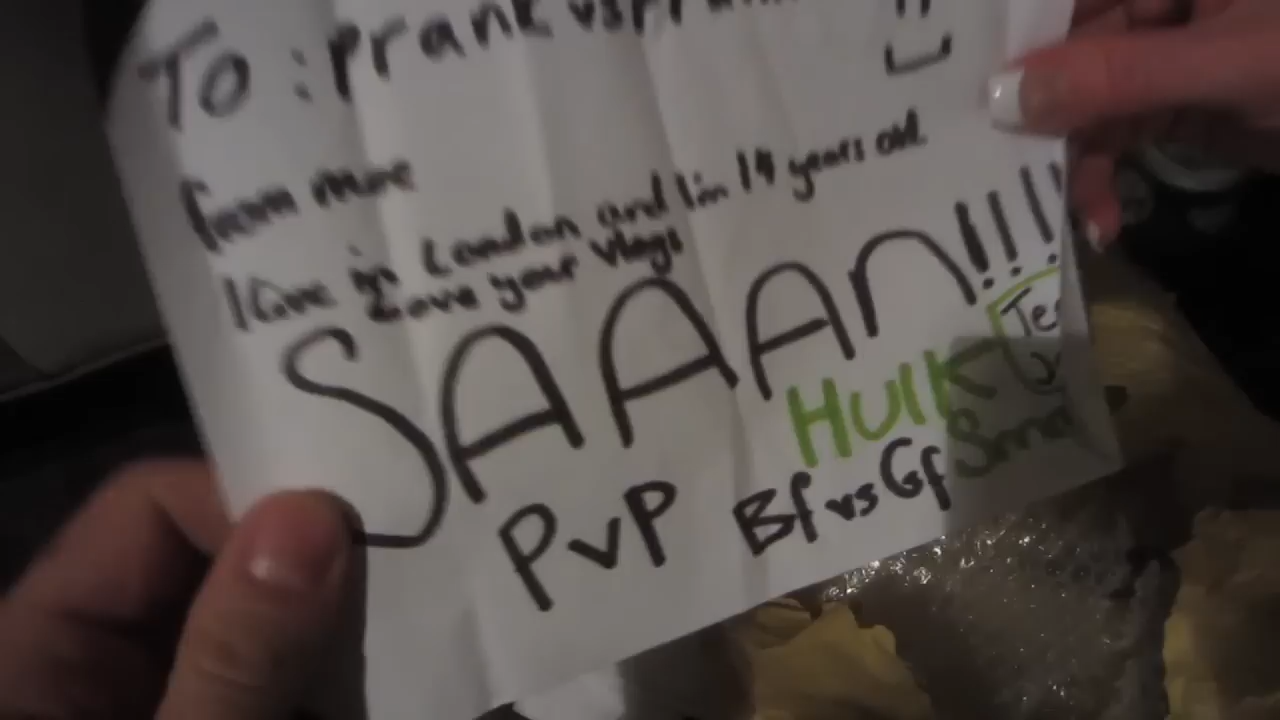 To : prankvsprank
from me
I live in London and I'm 14 years old
Love your vlogs
SAAAn!!!!
HUlK
PvP Bf vs Gf